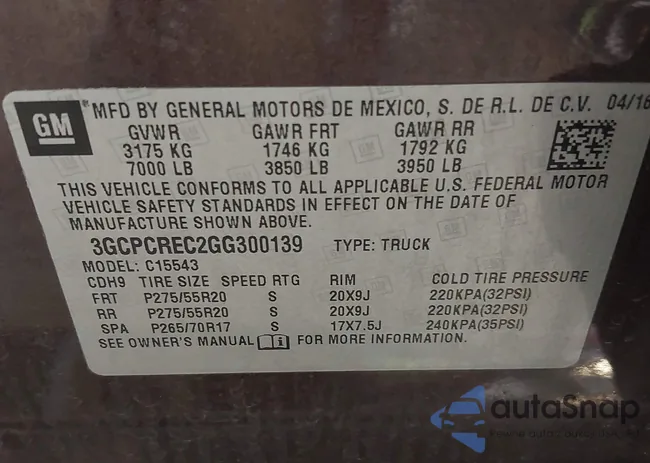 GM
MFD BY GENERAL MOTORS DE MEXICO, S. DE R.L. DE C.V. 04/16
GVWR GAWR FRT GAWR RR
3175 KG 1746 KG 1792 KG
7000 LB 3850 LB 3950 LB
THIS VEHICLE CONFORMS TO ALL APPLICABLE U.S. FEDERAL MOTOR
VEHICLE SAFETY STANDARDS IN EFFECT ON THE DATE OF
MANUFACTURE SHOWN ABOVE.
3GCPCREC2GG300139 TYPE: TRUCK
MODEL: C15543
CDH9 TIRE SIZE SPEED RTG RIM COLD TIRE PRESSURE
FRT P275/55R20 S 20X9J 220KPA(32PSI)
RR P275/55R20 S 20X9J 220KPA(32PSI)
SPA P265/70R17 S 17X7.5J 240KPA(35PSI)
SEE OWNER'S MANUAL FOR MORE INFORMATION.
autoSnap